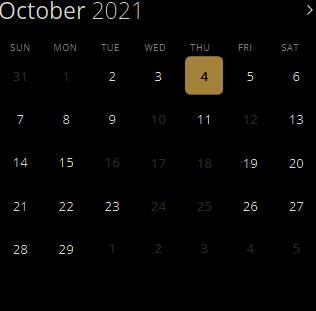 October 2021 >
SUN MON TUE WED THU FRI SAT
31 1 2 3 4 5 6
7 8 9 10 11 12 13
14 15 16 17 18 19 20
21 22 23 24 25 26 27
28 29 1 2 3 4 5